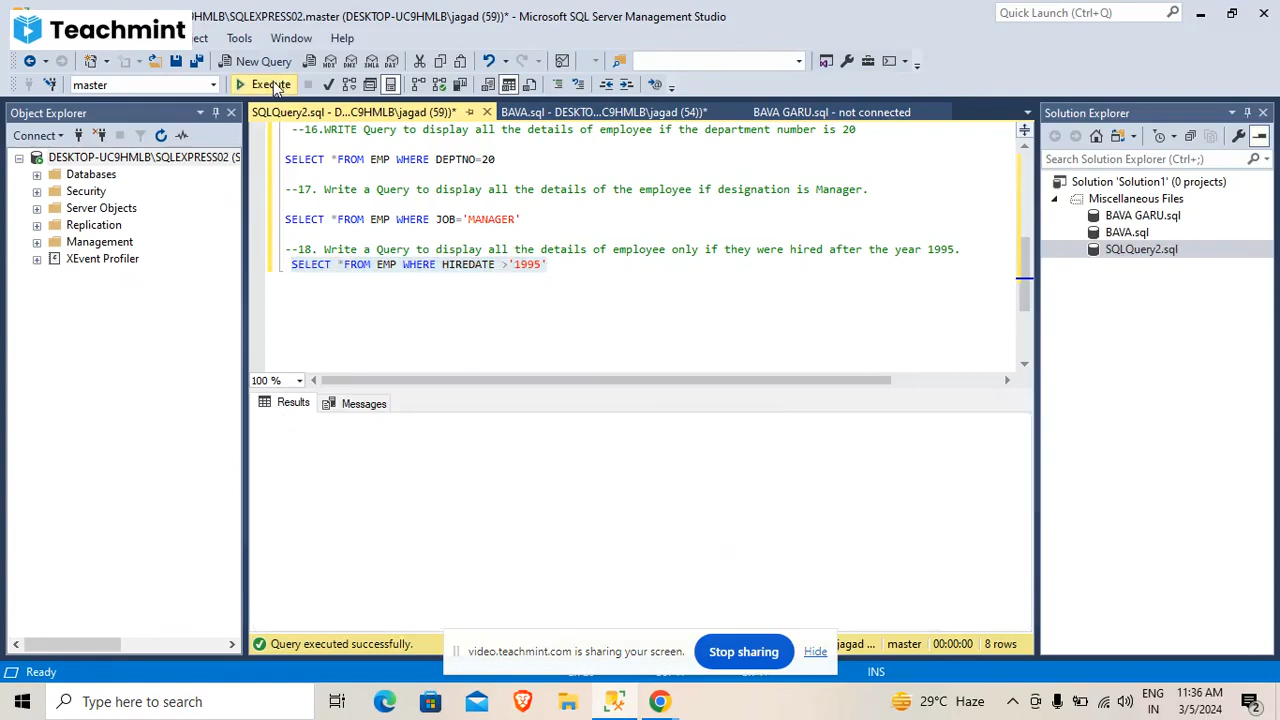 Teachmint
\SQLEXPRESS02.master (DESKTOP-UC9HMLB\jagad (59))* - Microsoft SQL Server Management Studio
Quick Launch (Ctrl+Q)
Tools Window Help
New Query
master
Execute
Object Explorer
SQLQuery2.sql - D...C9HMLB\jagad (59))*
BAVA.sql - DESKTO...C9HMLB\jagad (54))*
BAVA GARU.sql - not connected
Solution Explorer
Connect
DESKTOP-UC9HMLB\SQLEXPRESS02 (S
Databases
Security
Server Objects
Replication
Management
XEvent Profiler
--16.WRITE Query to display all the details of employee if the department number is 20
SELECT *FROM EMP WHERE DEPTNO=20
--17. Write a Query to display all the details of the employee if designation is Manager.
SELECT *FROM EMP WHERE JOB='MANAGER'
--18. Write a Query to display all the details of employee only if they were hired after the year 1995.
SELECT *FROM EMP WHERE HIREDATE >'1995'
Search Solution Explorer (Ctrl+;)
Solution 'Solution1' (0 projects)
Miscellaneous Files
BAVA GARU.sql
BAVA.sql
SQLQuery2.sql
100 %
Results
Messages
Query executed successfully.
jagad ...
master
00:00:00
8 rows
video.teachmint.com is sharing your screen.
Stop sharing
Hide
Ready
INS
Type here to search
29°C Haze
ENG
IN
11:36 AM
3/5/2024
2